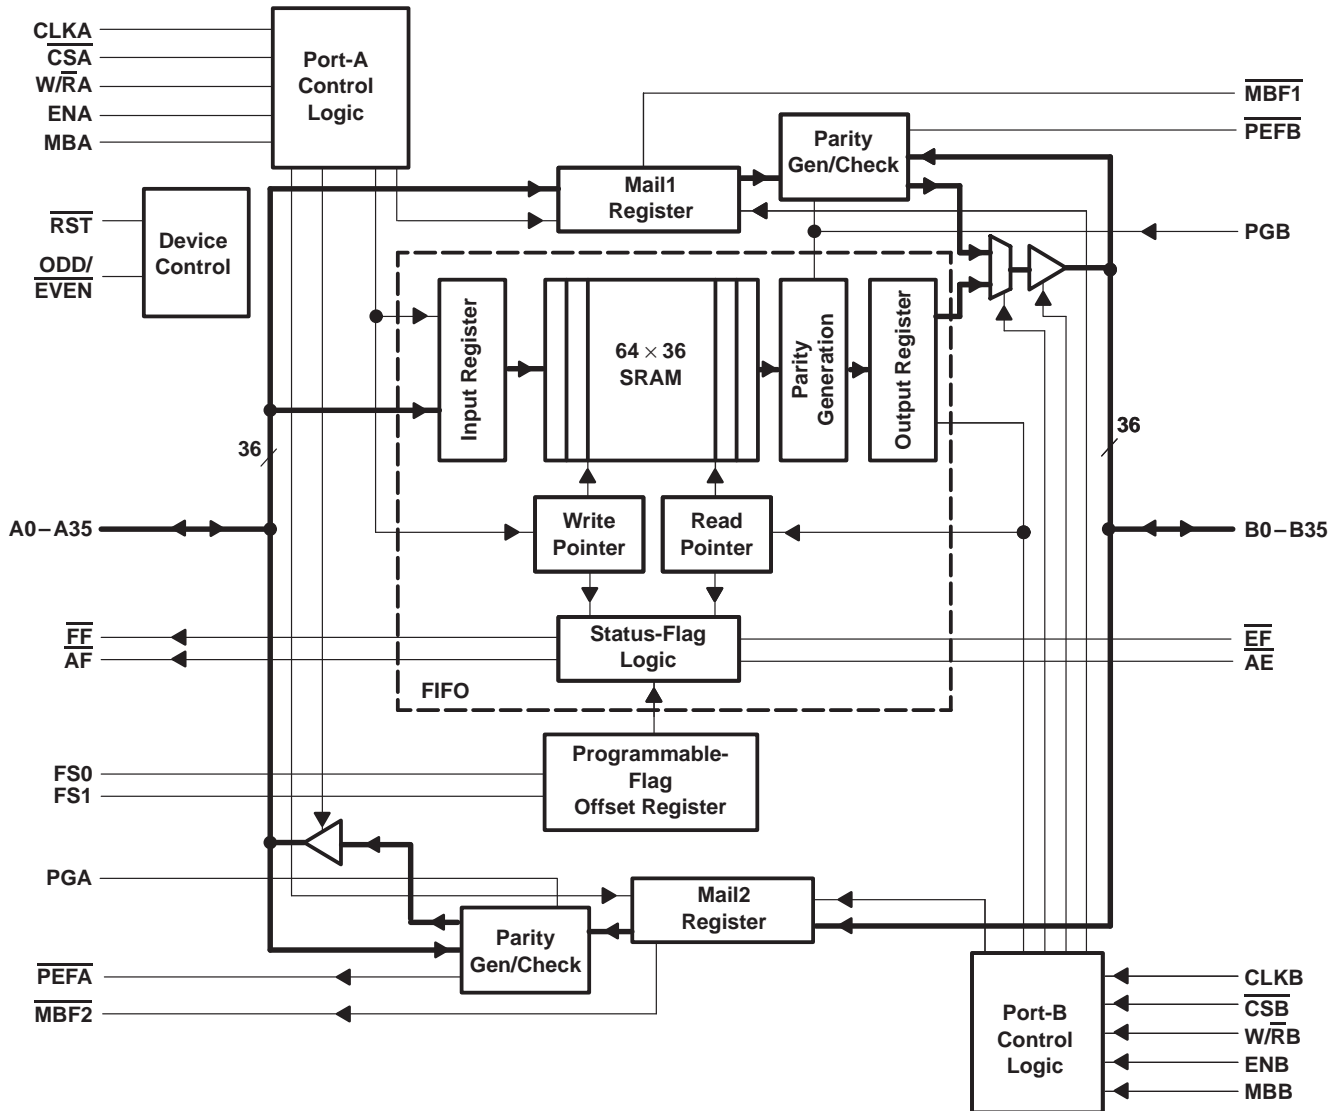 CLKA
CSA
W/RA
ENA
MBA
Port-A
Control
Logic
MBF1
PEFB
Parity
Gen/Check
Mail1
Register
RST
ODD/
EVEN
Device
Control
PGB
Input Register
64 × 36
SRAM
Parity
Generation
Output Register
36
36
A0–A35
Write
Pointer
Read
Pointer
B0–B35
FF
AF
Status-Flag
Logic
EF
AE
FIFO
FS0
FS1
Programmable-
Flag
Offset Register
PGA
Mail2
Register
Parity
Gen/Check
PEFA
MBF2
Port-B
Control
Logic
CLKB
CSB
W/RB
ENB
MBB